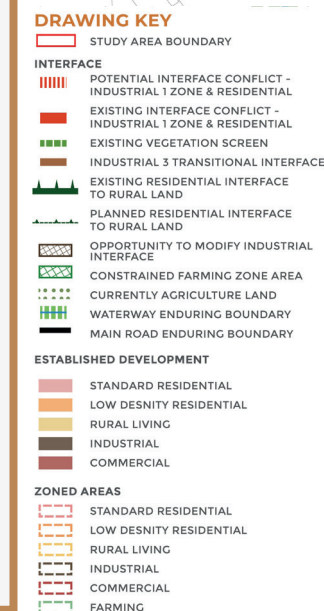 DRAWING KEY
STUDY AREA BOUNDARY
INTERFACE
POTENTIAL INTERFACE CONFLICT -
INDUSTRIAL 1 ZONE & RESIDENTIAL
EXISTING INTERFACE CONFLICT -
INDUSTRIAL 1 ZONE & RESIDENTIAL
EXISTING VEGETATION SCREEN
INDUSTRIAL 3 TRANSITIONAL INTERFACE
EXISTING RESIDENTIAL INTERFACE
TO RURAL LAND
PLANNED RESIDENTIAL INTERFACE
TO RURAL LAND
OPPORTUNITY TO MODIFY INDUSTRIAL
INTERFACE
CONSTRAINED FARMING ZONE AREA
CURRENTLY AGRICULTURE LAND
WATERWAY ENDURING BOUNDARY
MAIN ROAD ENDURING BOUNDARY
ESTABLISHED DEVELOPMENT
STANDARD RESIDENTIAL
LOW DESNITY RESIDENTIAL
RURAL LIVING
INDUSTRIAL
COMMERCIAL
ZONED AREAS
STANDARD RESIDENTIAL
LOW DESNITY RESIDENTIAL
RURAL LIVING
INDUSTRIAL
COMMERCIAL
FARMING